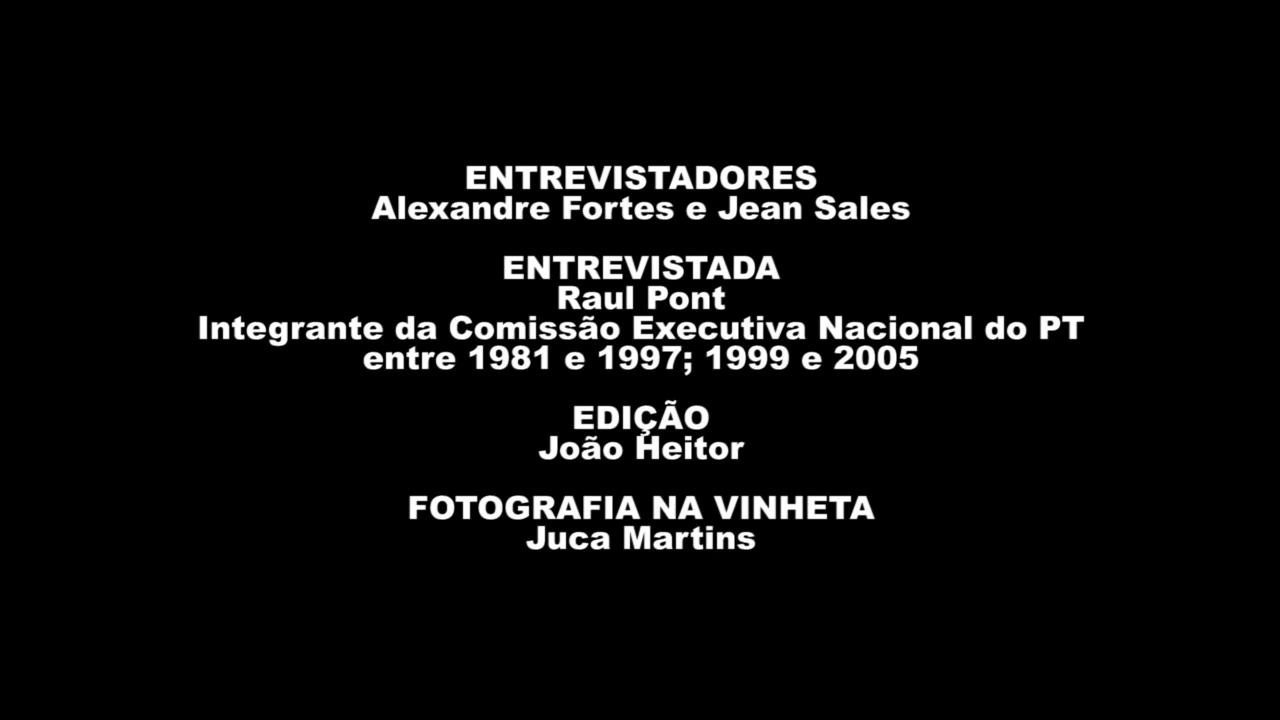 ENTREVISTADORES
Alexandre Fortes e Jean Sales
ENTREVISTADA
Raul Pont
Integrante da Comissão Executiva Nacional do PT
entre 1981 e 1997; 1999 e 2005
EDIÇÃO
João Heitor
FOTOGRAFIA NA VINHETA
Juca Martins